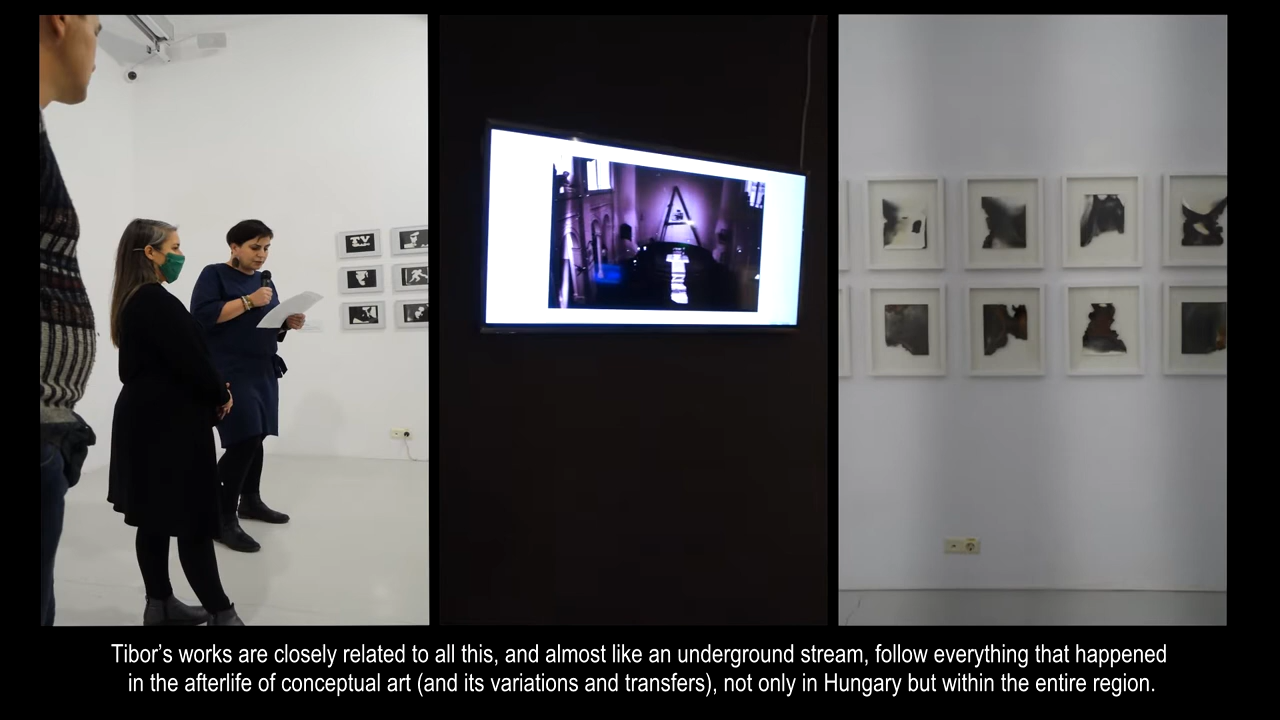 TV
Tibor's works are closely related to all this, and almost like an underground stream, follow everything that happened
in the afterlife of conceptual art (and its variations and transfers), not only in Hungary but within the entire region.